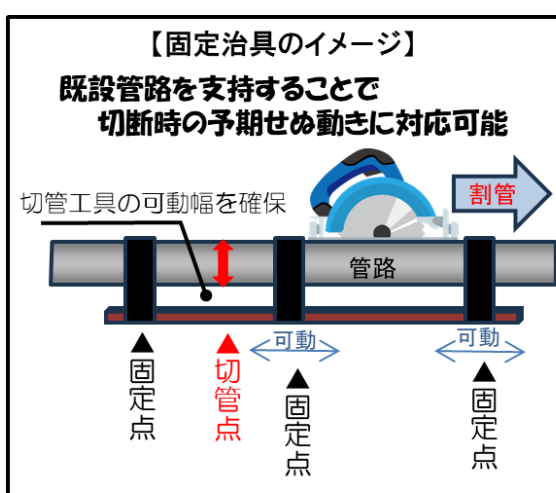 【固定治具のイメージ】
既設管路を支持することで
切断時の予期せぬ動きに対応可能
割管
切管工具の可動幅を確保
管路
可動
可動
▲固定点
▲切管点
▲固定点
▲固定点